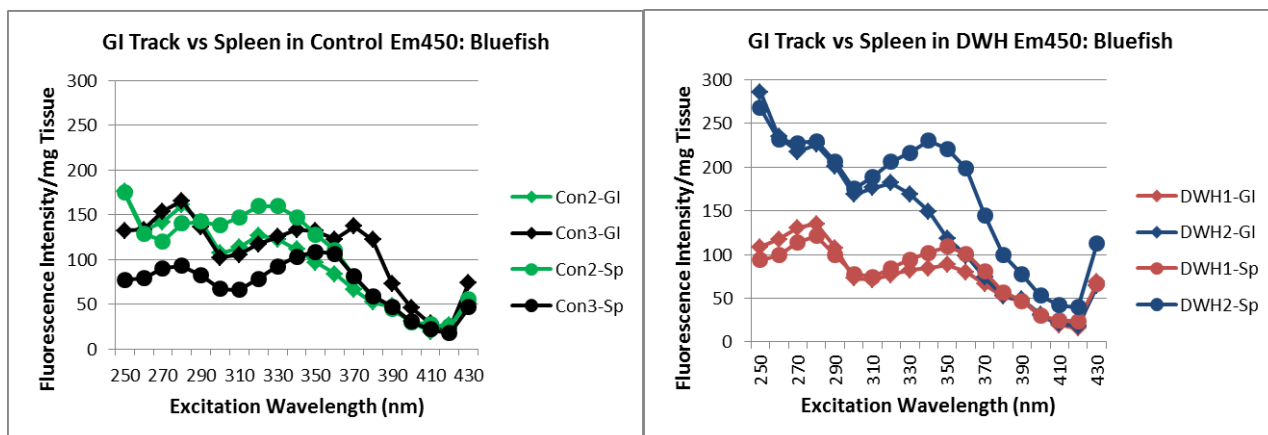 GI Track vs Spleen in Control Em450: Bluefish
Fluorescence Intensity/mg Tissue
300
250
200
150
100
50
0
250 270 290 310 330 350 370 390 410 430
Excitation Wavelength (nm)
Con2-GI
Con3-GI
Con2-Sp
Con3-Sp
GI Track vs Spleen in DWH Em450: Bluefish
Fluorescence Intensity/mg Tissue
300
250
200
150
100
50
0
250 270 290 310 330 350 370 390 410 430
Excitation Wavelength (nm)
DWH1-GI
DWH2-GI
DWH1-Sp
DWH2-Sp